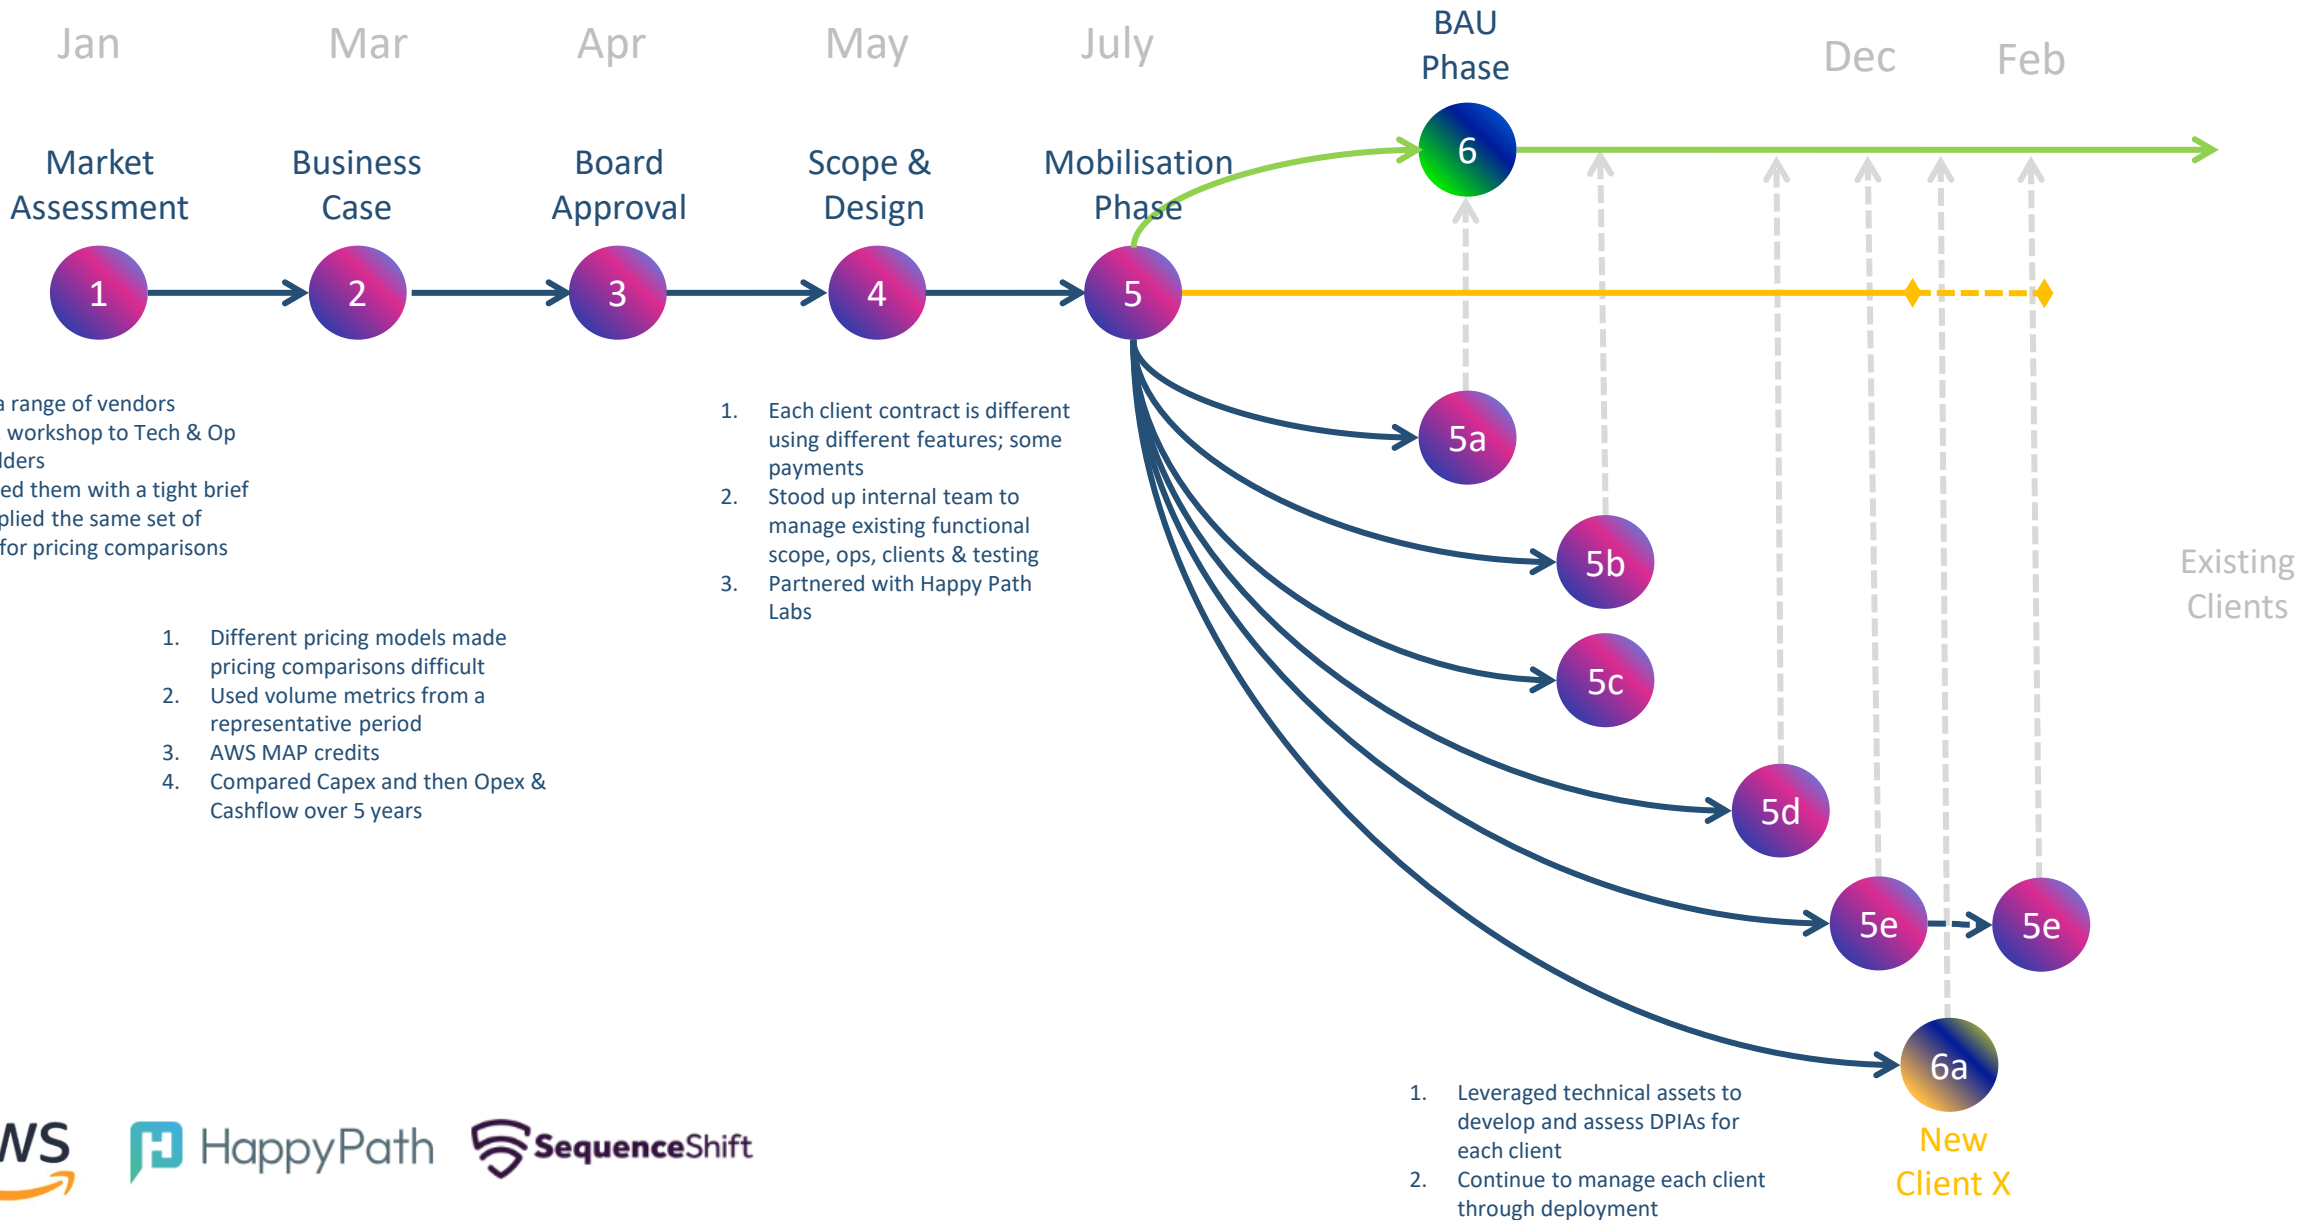 Jan
Mar
Apr
May
July
BAU
Phase
Dec
Feb
Market
Assessment
Business
Case
Board
Approval
Scope &
Design
Mobilisation
Phase
1
2
3
4
5
6
a range of vendors
workshop to Tech & Op
them with a tight brief
the same set of
for pricing comparisons
1. Different pricing models made
pricing comparisons difficult
2. Used volume metrics from a
representative period
3. AWS MAP credits
4. Compared Capex and then Opex &
Cashflow over 5 years
1. Each client contract is different
using different features; some
payments
2. Stood up internal team to
manage existing functional
scope, ops, clients & testing
3. Partnered with Happy Path
Labs
5a
5b
5c
5d
5e
5e
6a
Existing
Clients
New
Client X
1. Leveraged technical assets to
develop and assess DPIAs for
each client
2. Continue to manage each client
through deployment
HappyPath
SequenceShift